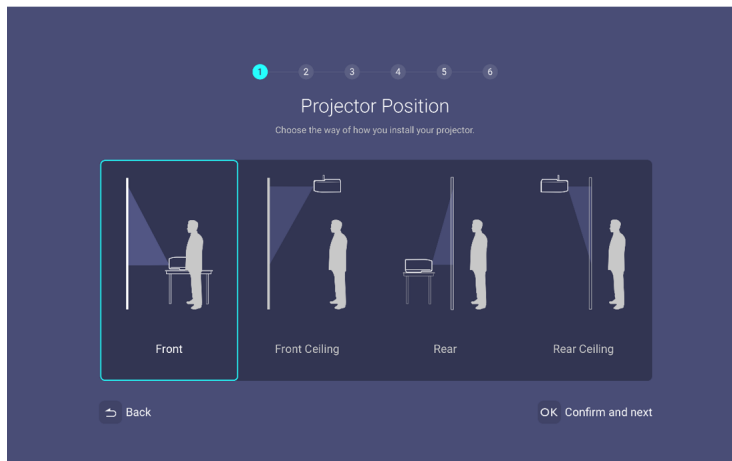 1 2 3 4 5 6
Projector Position
Choose the way of how you install your projector.
Front Front Ceiling Rear Rear Ceiling
Back OK Confirm and next